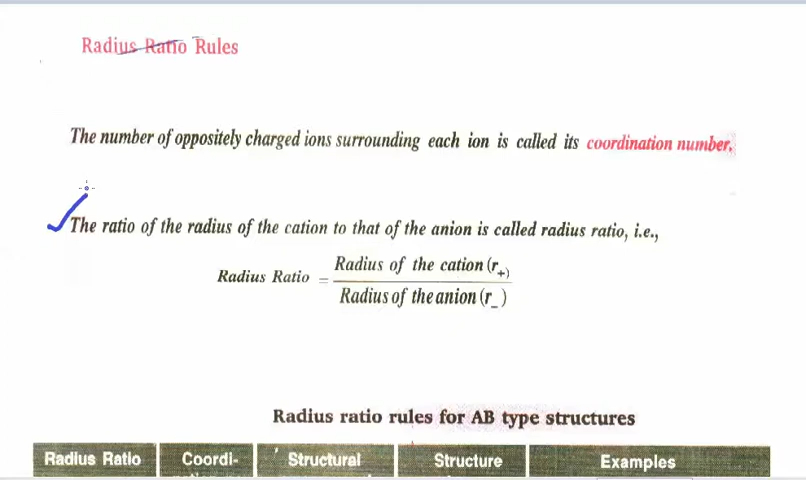 Radius Ratio Rules
The number of oppositely charged ions surrounding each ion is called its coordination number.
The ratio of the radius of the cation to that of the anion is called radius ratio, i.e.,
Radius Ratio = Radius of the cation (r+)
Radius of the anion (r_)
Radius ratio rules for AB type structures
Radius Ratio Coordi- Structural Structure Examples